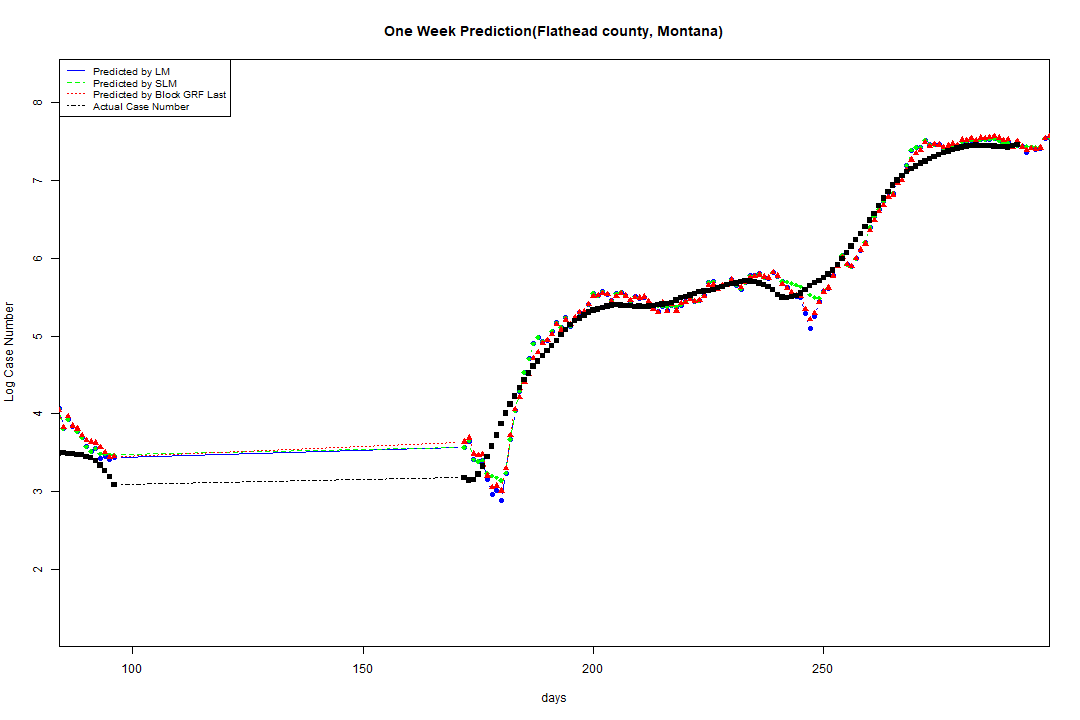 One Week Prediction(Flathead county, Montana)
Predicted by LM
Predicted by SLM
Predicted by Block GRF Last
Actual Case Number
8
7
6
5
4
3
2
Log Case Number
100 150 200 250
days